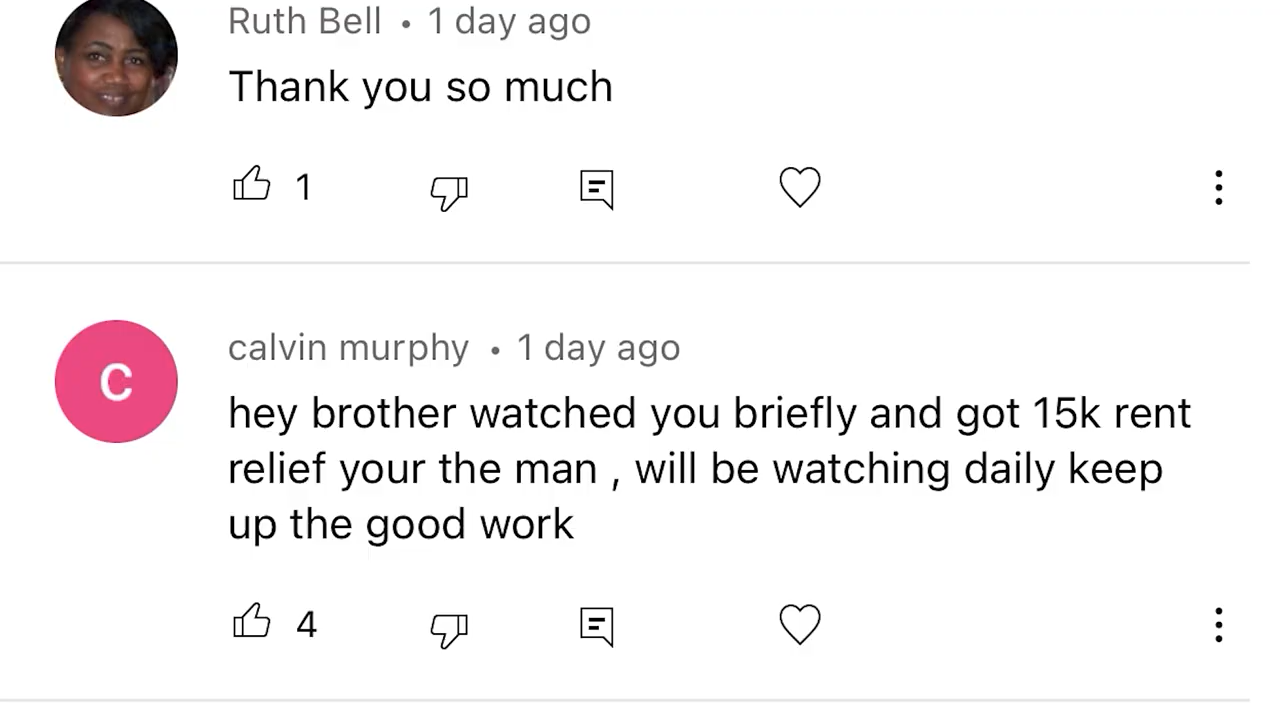 Ruth Bell • 1 day ago
Thank you so much
1
C
calvin murphy • 1 day ago
hey brother watched you briefly and got 15k rent
relief your the man , will be watching daily keep
up the good work
4